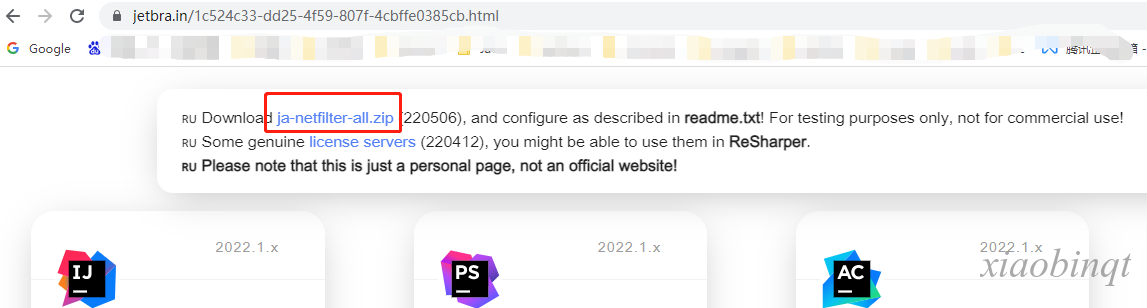 jetbra.in/1c524c33-dd25-4f59-807f-4cbffe0385cb.html
Google
RU Download ja-netfilter-all.zip (220506), and configure as described in readme.txt! For testing purposes only, not for commercial use!
RU Some genuine license servers (220412), you might be able to use them in ReSharper.
RU Please note that this is just a personal page, not an official website!
2022.1.x 2022.1.x 2022.1.x
IJ PS AC
xiaobinqt